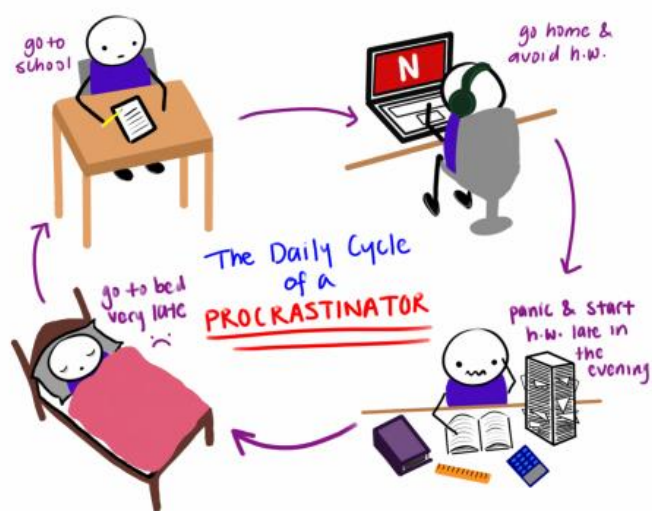 go to
school
go home &
avoid h.w.
N
The Daily Cycle
of a
PROCRASTINATOR
go to bed
very late
panic & start
h.w. late in
the
evening